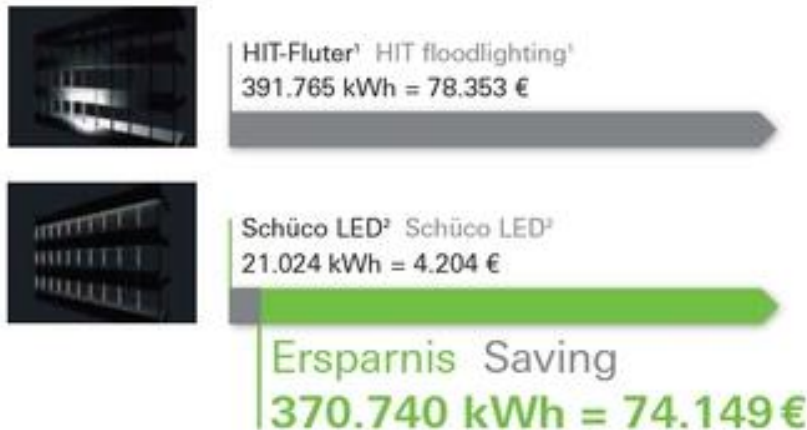 HIT-Fluter¹ HIT floodlighting¹
391.765 kWh = 78.353 €
Schüco LED² Schüco LED²
21.024 kWh = 4.204 €
Ersparnis Saving
370.740 kWh = 74.149 €